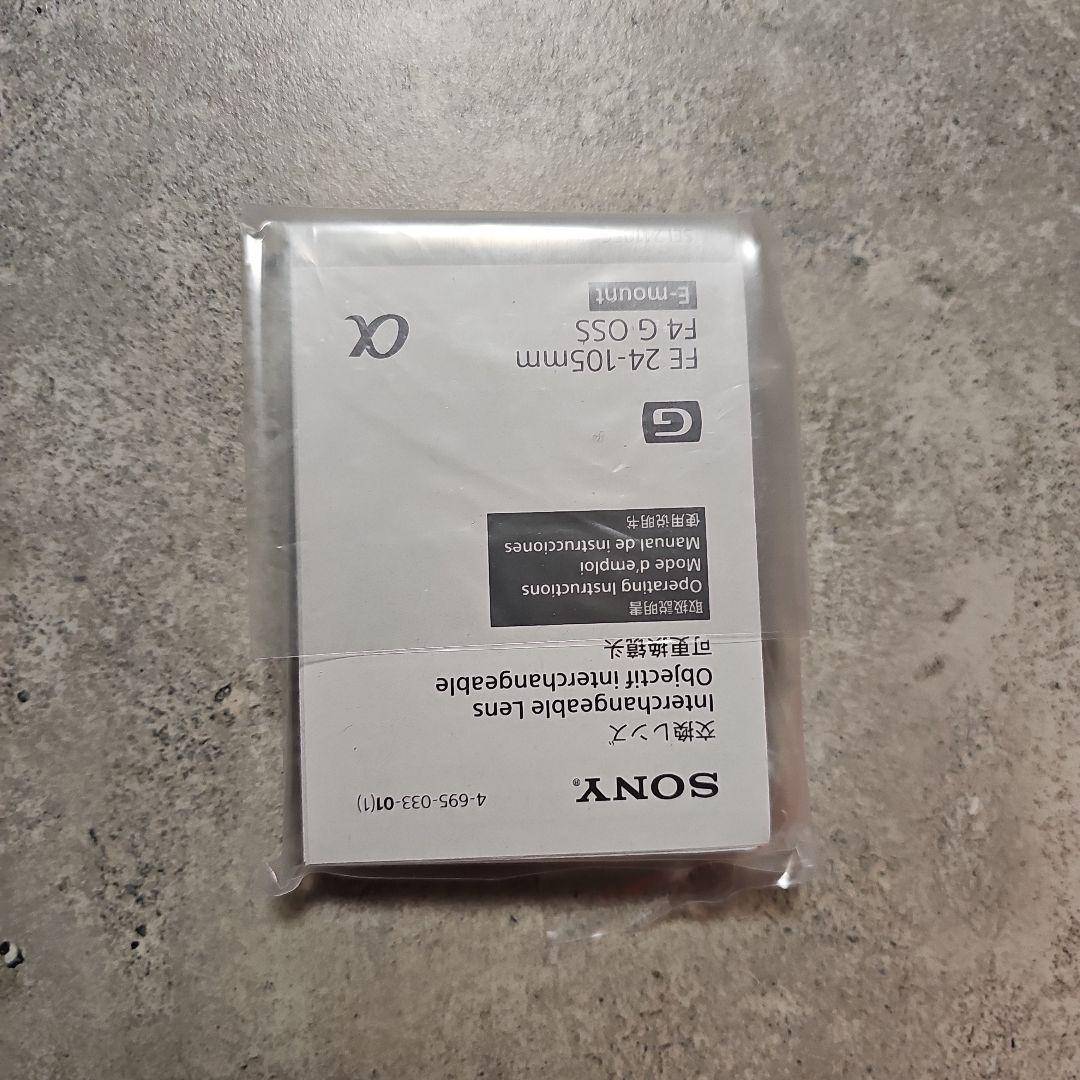 SONY®
4-695-033-01(1)
交換レンズ
Interchangeable Lens
Objectif interchangeable
可更换镜头
取扱説明書
Operating Instructions
Mode d'emploi
Manual de instrucciones
使用说明书
G
FE 24-105mm
F4 G OSS
α
E-mount